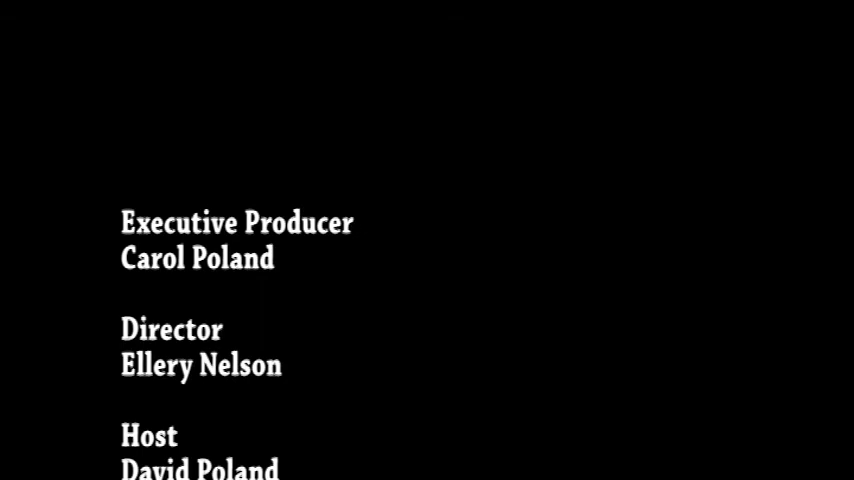 Executive Producer
Carol Poland
Director
Ellery Nelson
Host
David Poland